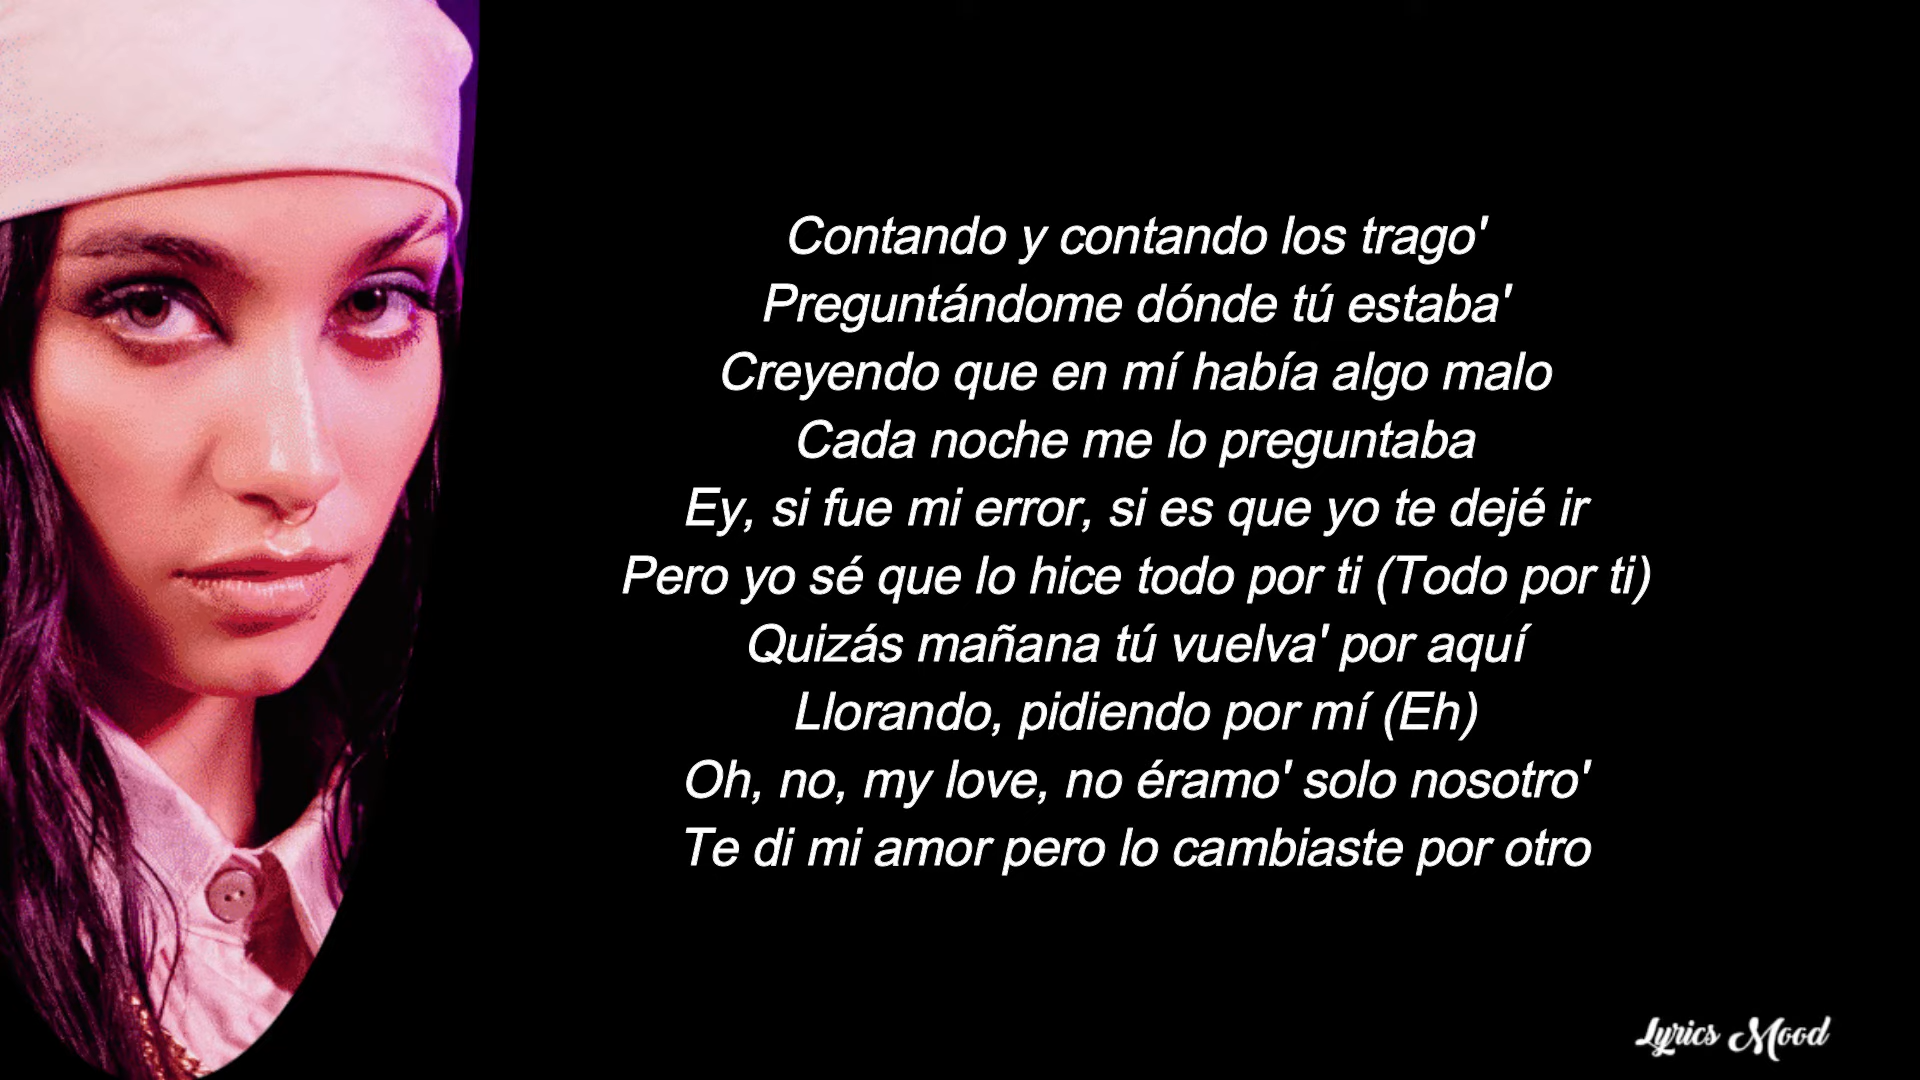 Contando y contando los trago'
Preguntándome dónde tú estaba'
Creyendo que en mí había algo malo
Cada noche me lo preguntaba
Ey, si fue mi error, si es que yo te dejé ir
Pero yo sé que lo hice todo por ti (Todo por ti)
Quizás mañana tú vuelva' por aquí
Llorando, pidiendo por mí (Eh)
Oh, no, my love, no éramo' solo nosotro'
Te di mi amor pero lo cambiaste por otro
Lyrics Mood